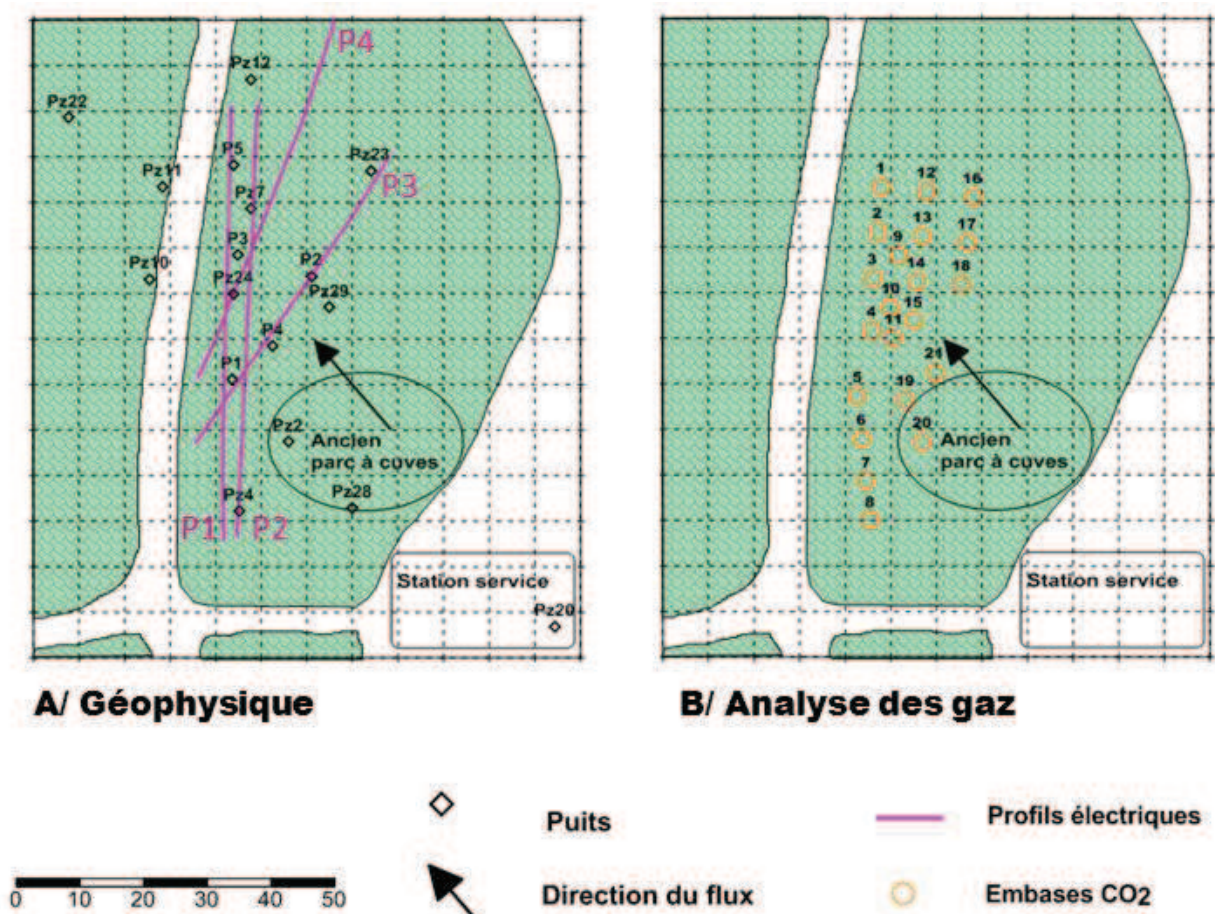 P4
Pz12
Pz22
P5
Pz11
Pz23
P3
Pz7
P3
Pz10
P2
Pz24
Pz29
P4
P1
Pz2
Ancien
parc à cuves
Pz4
Pz28
P1
P2
Station service
Pz20
1
12
16
2
13
17
9
3
14
18
10
15
4
11
21
5
19
6
20
Ancien
parc à cuves
7
8
Station service
A/ Géophysique
B/ Analyse des gaz
Puits
Profils électriques
0 10 20 30 40 50
Direction du flux
Embases CO2